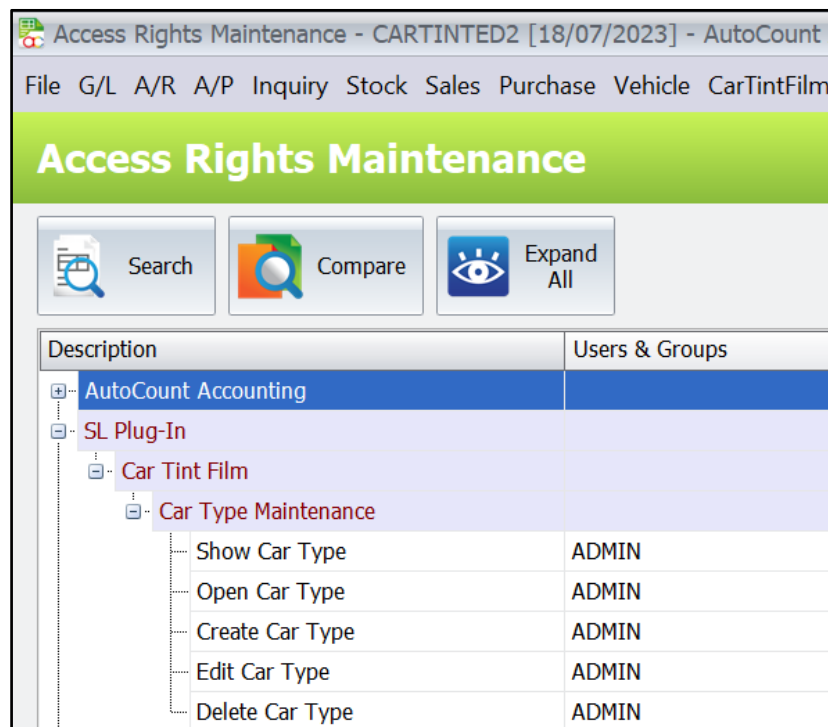 Access Rights Maintenance - CARTINTED2 [18/07/2023] - AutoCount
File G/L A/R A/P Inquiry Stock Sales Purchase Vehicle CarTintFilm
Access Rights Maintenance
Search Compare Expand All
Description Users & Groups
AutoCount Accounting
SL Plug-In
Car Tint Film
Car Type Maintenance
Show Car Type ADMIN
Open Car Type ADMIN
Create Car Type ADMIN
Edit Car Type ADMIN
Delete Car Type ADMIN